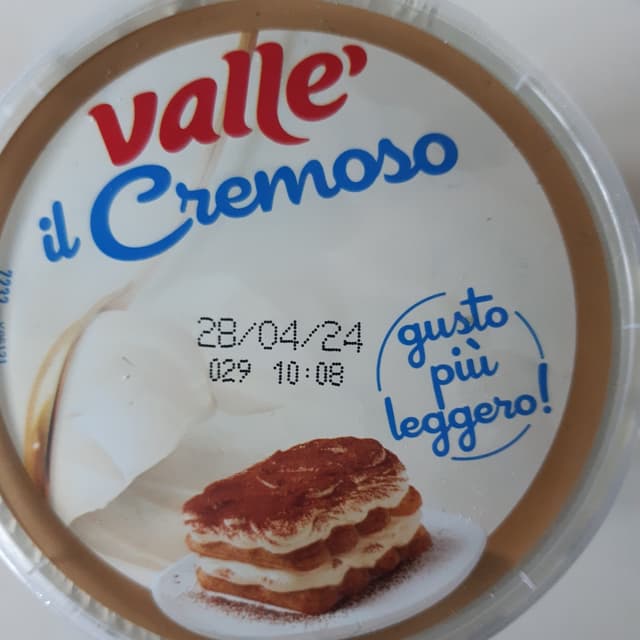 valle'
il Cremoso
28/04/24
029 10:08
gusto
più
leggero!